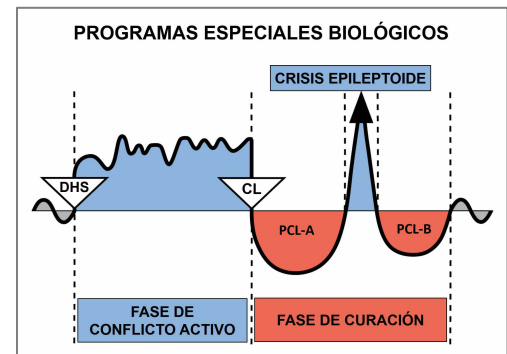 PROGRAMAS ESPECIALES BIOLÓGICOS
CRISIS EPILEPTOIDE
DHS
CL
PCL-A
PCL-B
FASE DE
CONFLICTO ACTIVO
FASE DE CURACIÓN